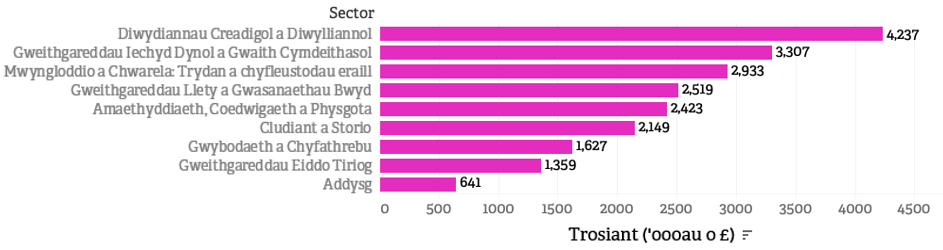 Sector
Diwydiannau Creadigol a Diwylliannol 4,237
Gweithgareddau Iechyd Dynol a Gwaith Cymdeithasol 3,307
Mwyngloddio a Chwarela: Trydan a chyfleustodau eraill 2,933
Gweithgareddau Llety a Gwasanaethau Bwyd 2,519
Amaethyddiaeth, Coedwigaeth a Physgota 2,423
Cludiant a Storio 2,149
Gwybodaeth a Chyfathrebu 1,627
Gweithgareddau Eiddo Tiriog 1,359
Addysg 641
0 500 1000 1500 2000 2500 3000 3500 4000 4500
Trosiant ('000au o £)